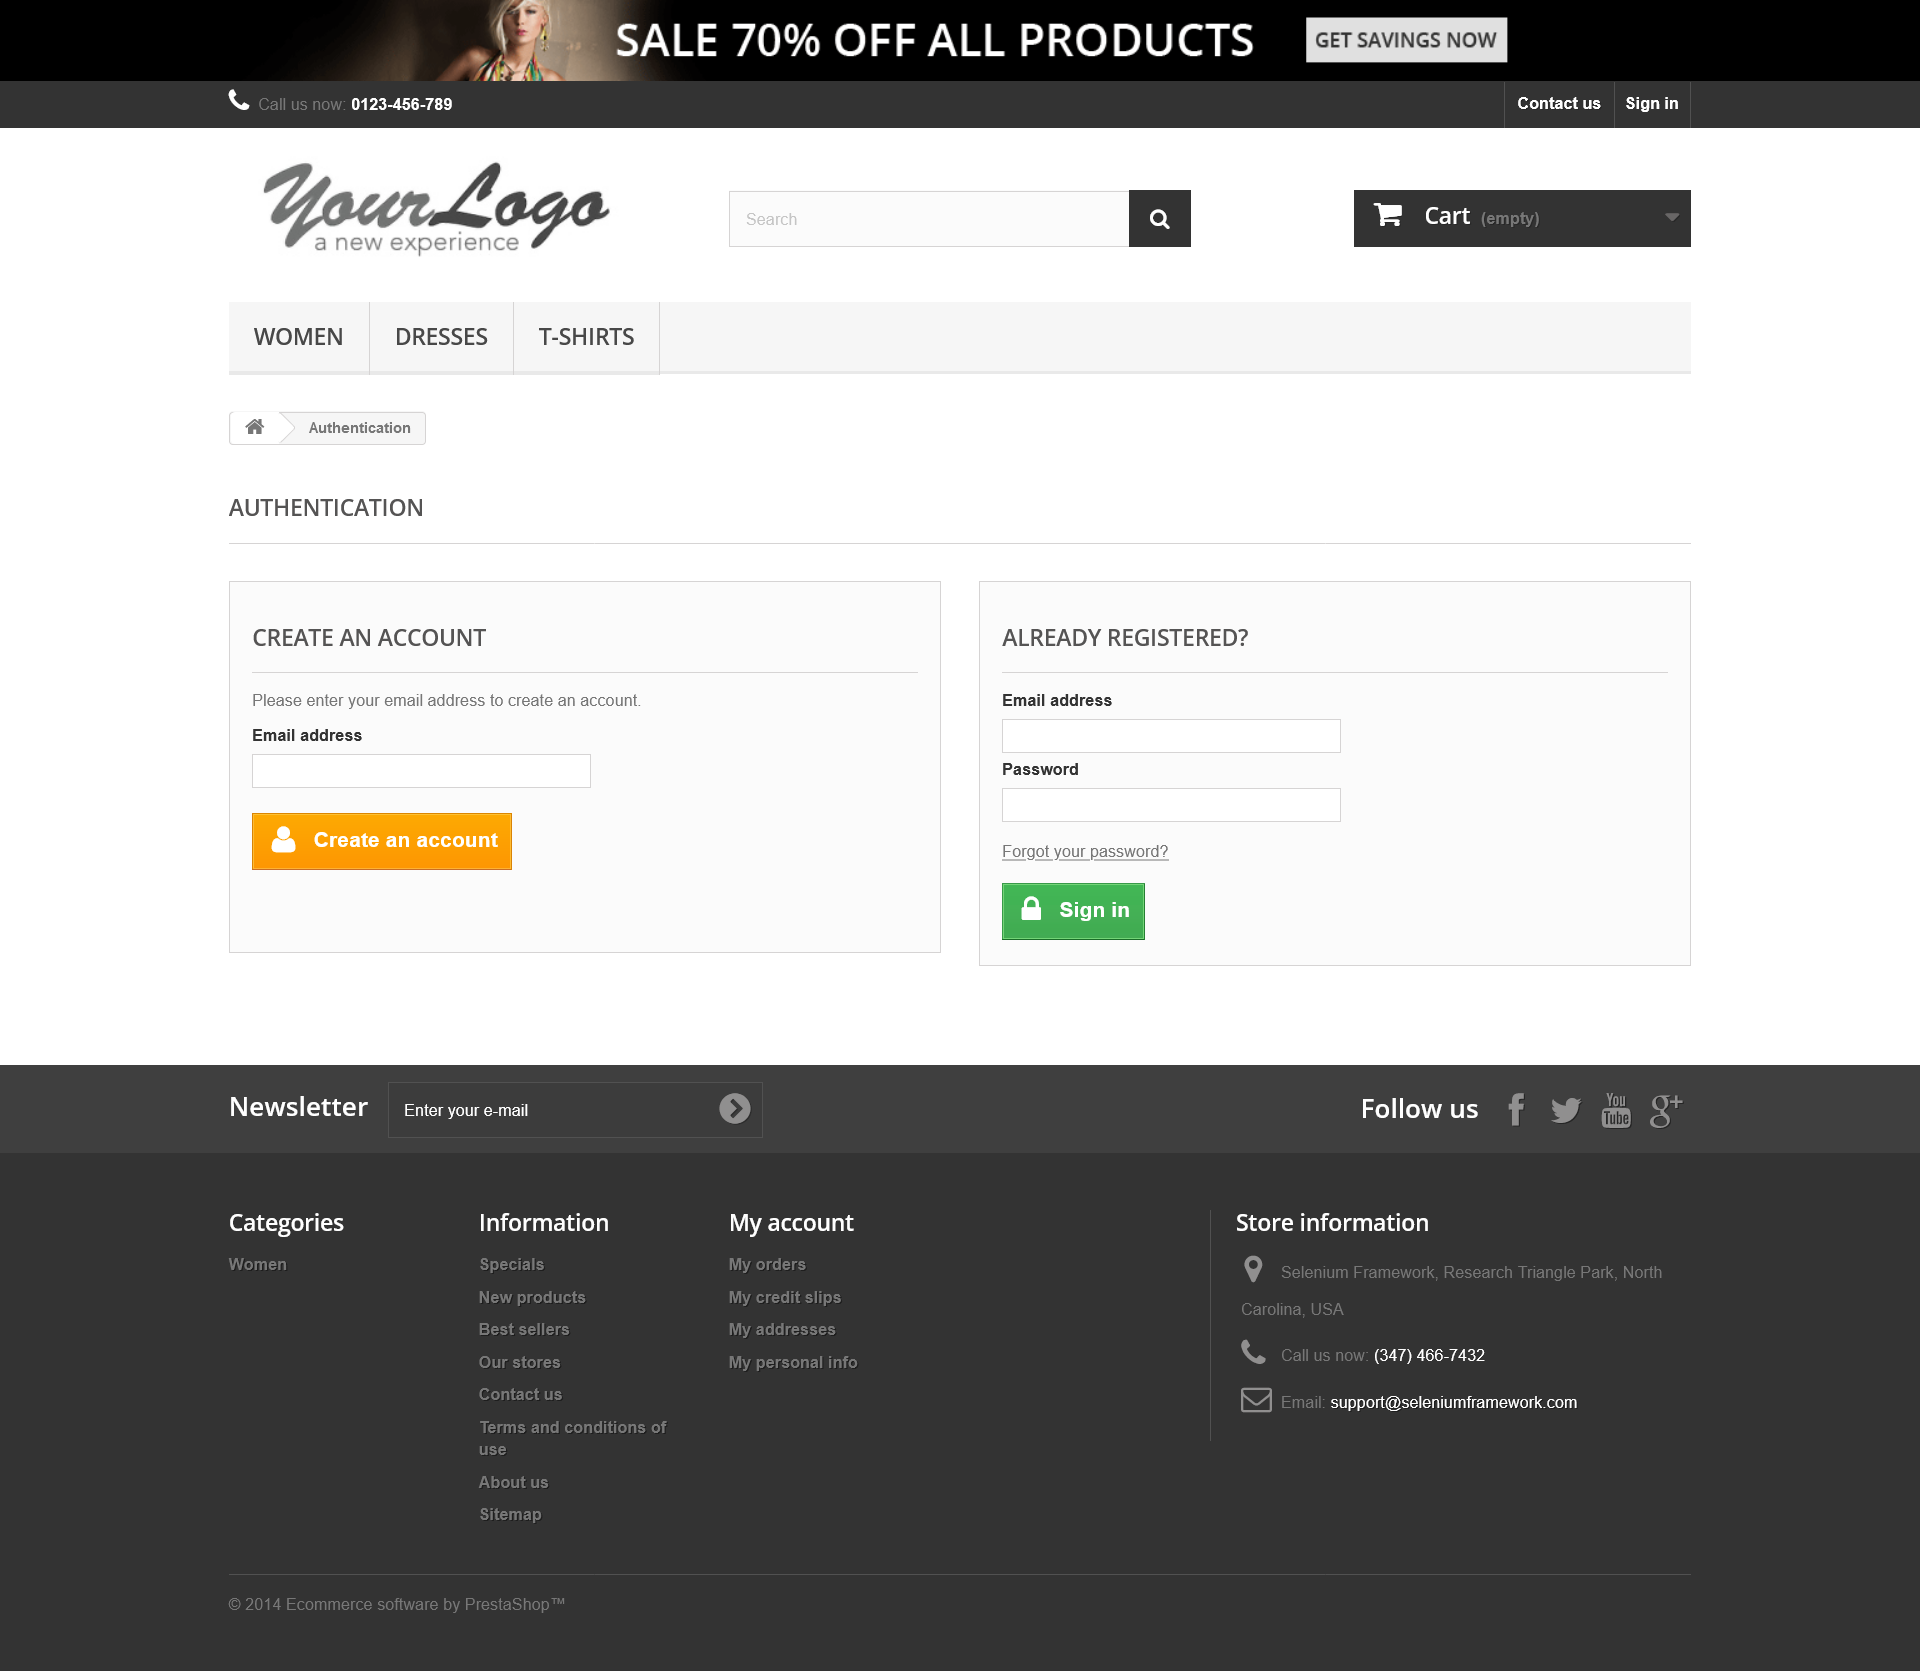 SALE 70% OFF ALL PRODUCTS
GET SAVINGS NOW
Call us now: 0123-456-789
Contact us
Sign in
YourLogo
a new experience
Search
Cart (empty)
WOMEN
DRESSES
T-SHIRTS
Authentication
AUTHENTICATION
CREATE AN ACCOUNT
Please enter your email address to create an account.
Email address
Create an account
ALREADY REGISTERED?
Email address
Password
Forgot your password?
Sign in
Newsletter
Enter your e-mail
Follow us
You
Tube
g+
Categories
Women
Information
Specials
New products
Best sellers
Our stores
Contact us
Terms and conditions of
use
About us
Sitemap
My account
My orders
My credit slips
My addresses
My personal info
Store information
Selenium Framework, Research Triangle Park, North
Carolina, USA
Call us now: (347) 466-7432
Email: support@seleniumframework.com
© 2014 Ecommerce software by PrestaShop™